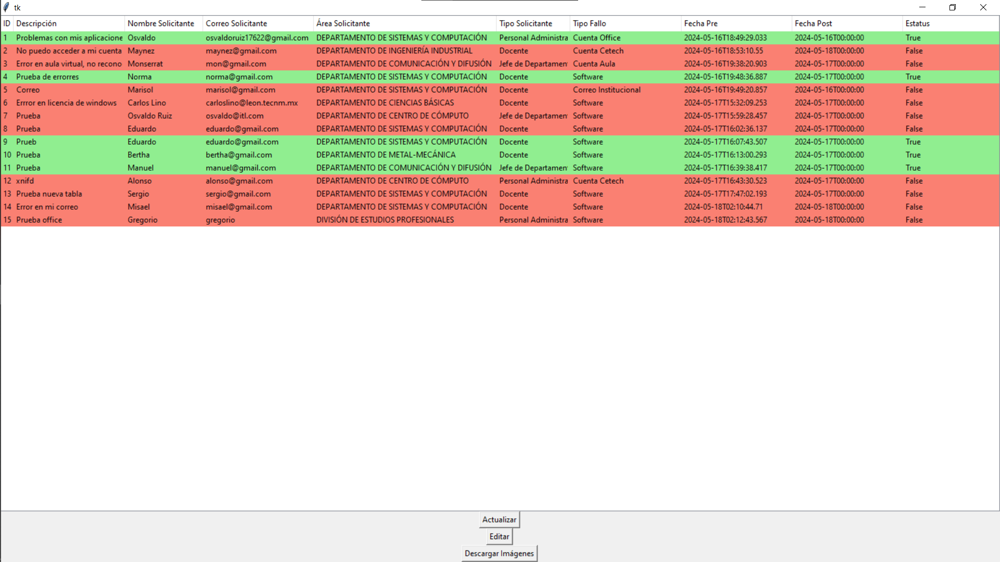 tk
ID Descripción Nombre Solicitante Correo Solicitante Área Solicitante Tipo Solicitante Tipo Fallo Fecha Pre Fecha Post Estatus
1 Problemas con mis aplicacione Osvaldo osvaldoruiz17622@gmail.com DEPARTAMENTO DE SISTEMAS Y COMPUTACIÓN Personal Administra Cuenta Office 2024-05-16T18:49:29.033 2024-05-16T00:00:00 True
2 No puedo acceder a mi cuenta Maynez maynez@gmail.com DEPARTAMENTO DE INGENIERÍA INDUSTRIAL Docente Cuenta Cetech 2024-05-16T18:53:10.55 2024-05-18T00:00:00 False
3 Error en aula virtual, no recono Monserrat mon@gmail.com DEPARTAMENTO DE COMUNICACIÓN Y DIFUSIÓN Jefe de Departamen Cuenta Aula 2024-05-16T19:38:20.903 2024-05-17T00:00:00 False
4 Prueba de errorres Norma norma@gmail.com DEPARTAMENTO DE SISTEMAS Y COMPUTACIÓN Docente Software 2024-05-16T19:48:36.887 2024-05-17T00:00:00 True
5 Correo Marisol marisol@gmail.com DEPARTAMENTO DE SISTEMAS Y COMPUTACIÓN Docente Correo Institucional 2024-05-16T19:49:20.857 2024-05-16T00:00:00 False
6 Errror en licencia de windows Carlos Lino carloslino@leon.tecnm.mx DEPARTAMENTO DE CIENCIAS BÁSICAS Docente Software 2024-05-17T15:32:09.253 2024-05-17T00:00:00 False
7 Prueba Osvaldo Ruiz osvaldo@itl.com DEPARTAMENTO DE CENTRO DE CÓMPUTO Jefe de Departamen Software 2024-05-17T15:59:28.457 2024-05-17T00:00:00 False
8 Prueba Eduardo eduardo@gmail.com DEPARTAMENTO DE SISTEMAS Y COMPUTACIÓN Docente Software 2024-05-17T16:02:36.137 2024-05-17T00:00:00 False
9 Prueb Eduardo eduardo@gmail.com DEPARTAMENTO DE SISTEMAS Y COMPUTACIÓN Docente Software 2024-05-17T16:07:43.507 2024-05-17T00:00:00 True
10 Prueba Bertha bertha@gmail.com DEPARTAMENTO DE METAL-MECÁNICA Docente Software 2024-05-17T16:13:00.293 2024-05-17T00:00:00 True
11 Prueba Manuel manuel@gmail.com DEPARTAMENTO DE COMUNICACIÓN Y DIFUSIÓN Jefe de Departamen Software 2024-05-17T16:39:38.417 2024-05-17T00:00:00 True
12 xnifd Alonso alonso@gmail.com DEPARTAMENTO DE CENTRO DE CÓMPUTO Personal Administra Cuenta Cetech 2024-05-17T16:43:30.523 2024-05-17T00:00:00 False
13 Prueba nueva tabla Sergio sergio@gmail.com DEPARTAMENTO DE SISTEMAS Y COMPUTACIÓN Docente Software 2024-05-17T17:47:02.193 2024-05-17T00:00:00 False
14 Error en mi correo Misael misael@gmail.com DEPARTAMENTO DE SISTEMAS Y COMPUTACIÓN Docente Software 2024-05-18T02:10:44.71 2024-05-18T00:00:00 False
15 Prueba office Gregorio gregorio DIVISIÓN DE ESTUDIOS PROFESIONALES Personal Administra Software 2024-05-18T02:12:43.567 2024-05-18T00:00:00 False
Actualizar
Editar
Descargar Imágenes